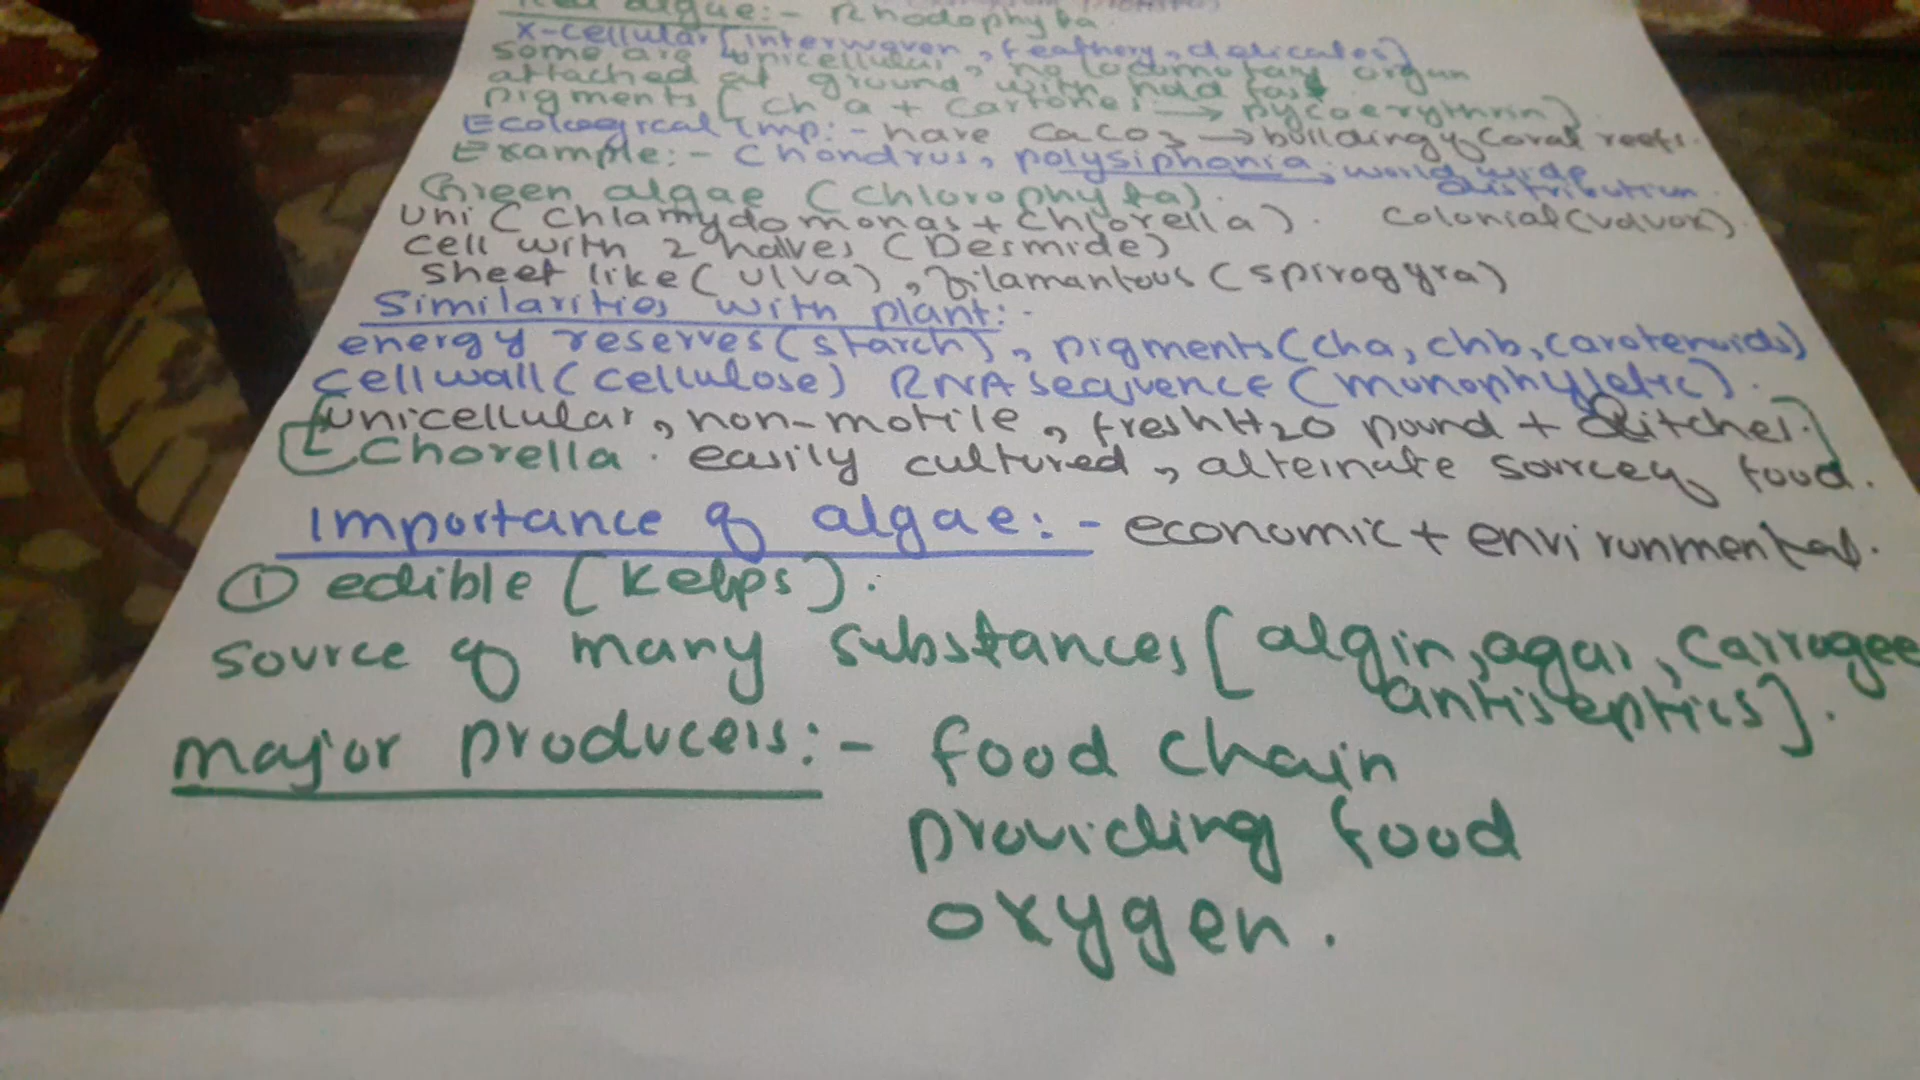 Red algae:- Rhodophyta
x-cellular [interwoven, feathery, delicates]
some are unicellular, no locomotary organ
attached at ground with hold fast
pigments [ch a + cartone → pycoerythrin]
Ecological imp:- have CaCO3 → building of coral reefs.
Example:- Chondrus, polysiphonia, world wide distribution.
Green algae (chlorophyta).
uni (chlamydomonas + chlorella). colonial (volvox).
cell with 2 halves (Desmide)
sheet like (ulva), filamantous (spirogyra)
Similarities with plant:-
energy reserves (starch), pigments (cha, chb, carotenoids)
cell wall (cellulose) RNA sequence (monophyletic).
unicellular, non-motile, fresh H2O pound + ditches.
Chorella. easily cultured, alternate source of food.
Importance of algae:- economic + environmental.
① edible (kelps).
source of many substances [algin, agar, carragee
antiseptics].
major producers:- food chain
providing food
oxygen.